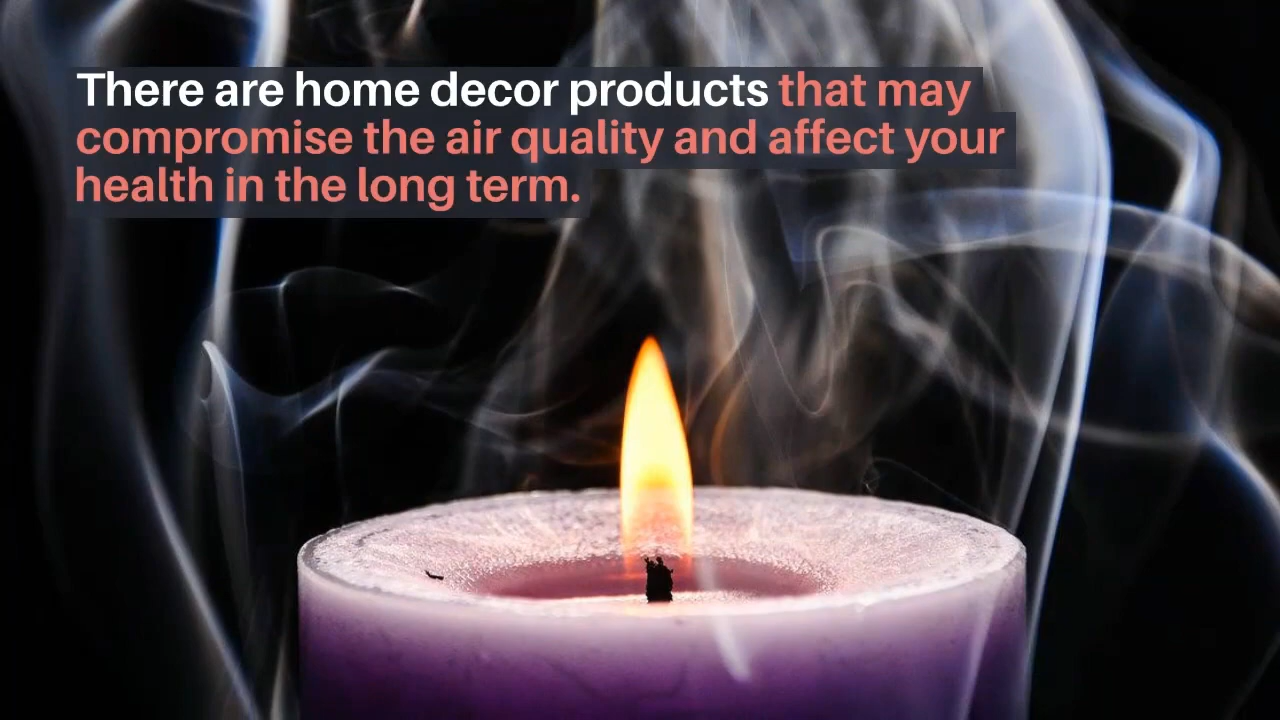 There are home decor products that may
compromise the air quality and affect your
health in the long term.